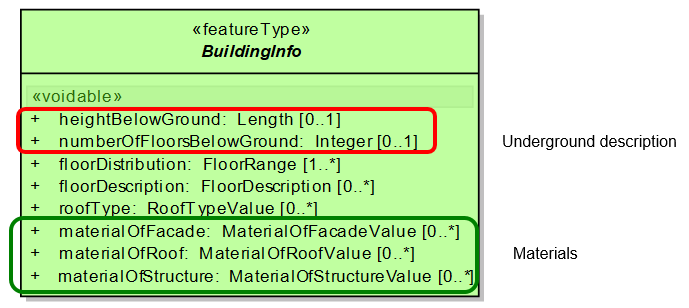 «featureType»
BuildingInfo
«voidable»
+ heightBelowGround: Length [0..1]
+ numberOfFloorsBelowGround: Integer [0..1]
Underground description
+ floorDistribution: FloorRange [1..*]
+ floorDescription: FloorDescription [0..*]
+ roofType: RoofTypeValue [0..*]
+ materialOfFacade: MaterialOfFacadeValue [0..*]
+ materialOfRoof: MaterialOfRoofValue [0..*]
Materials
+ materialOfStructure: MaterialOfStructureValue [0..*]